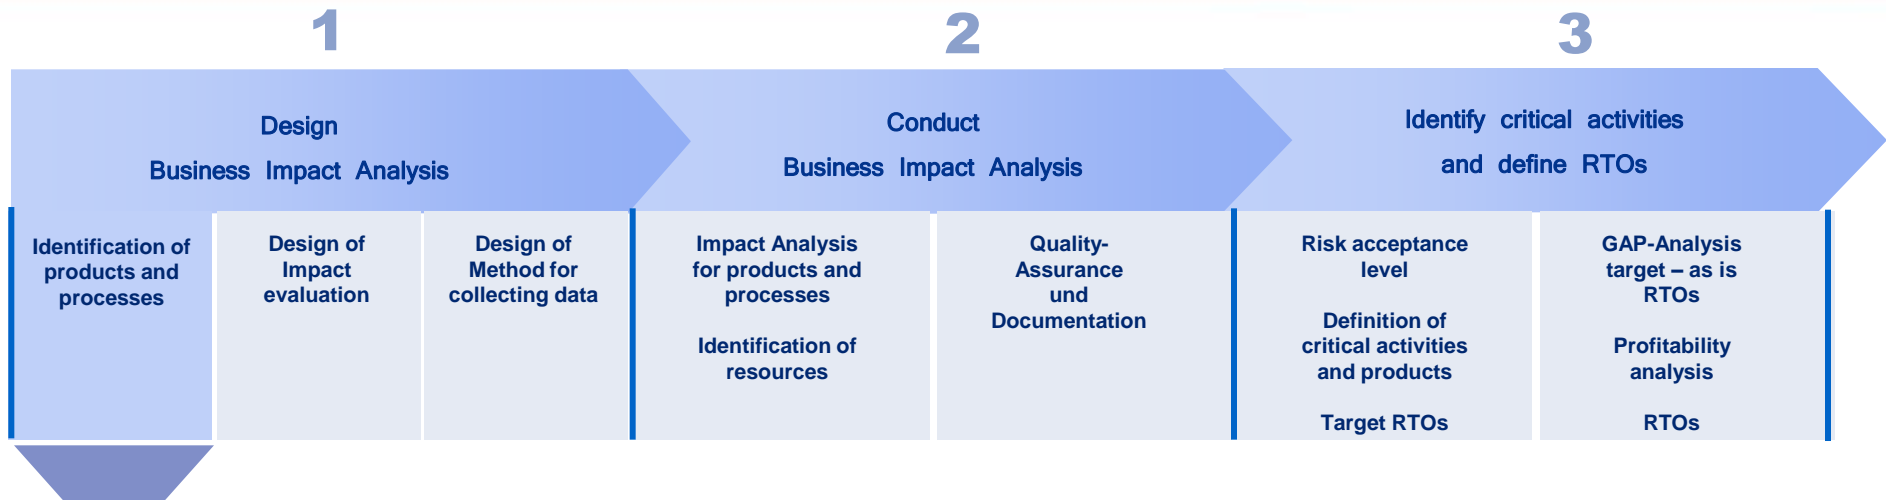 1
2
3
Design
Business Impact Analysis
Conduct
Business Impact Analysis
Identify critical activities
and define RTOs
Identification of
products and
processes
Design of
Impact
evaluation
Design of
Method for
collecting data
Impact Analysis
for products and
processes
Identification of
resources
Quality-
Assurance
und
Documentation
Risk acceptance
level
Definition of
critical activities
and products
Target RTOs
GAP-Analysis
target – as is
RTOs
Profitability
analysis
RTOs